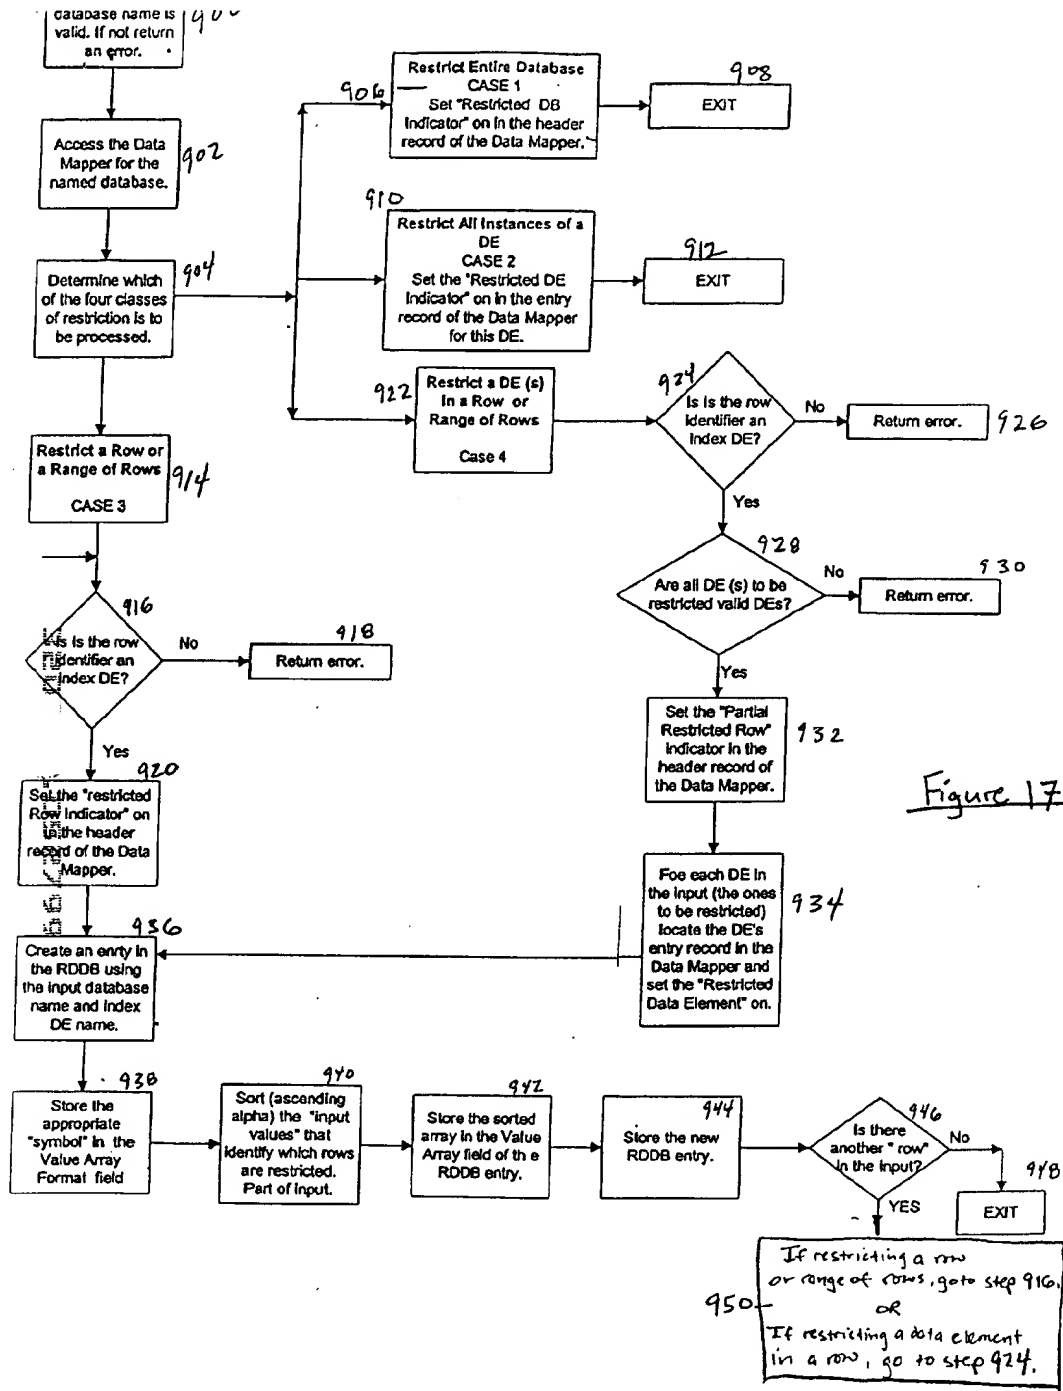 database name is
valid. If not return
an error.
Restrict Entire Database
CASE 1
Set "Restricted DB
Indicator" on in the header
record of the Data Mapper.
906
EXIT
908
Access the Data
Mapper for the
named database.
902
910
Restrict All Instances of a
DE
CASE 2
Set the "Restricted DE
Indicator" on in the entry
record of the Data Mapper
for this DE.
912
EXIT
Determine which
of the four classes
of restriction is to
be processed.
904
922
Restrict a DE (s)
in a Row or
Range of Rows
Case 4
924
Is is the row
identifier an
Index DE?
No
Return error.
926
Yes
Restrict a Row or
a Range of Rows
CASE 3
914
928
Are all DE (s) to be
restricted valid DEs?
No
930
Return error.
Yes
916
Is is the row
identifier an
Index DE?
No
918
Return error.
Yes
Set the "Partial
Restricted Row"
indicator in the
header record of
the Data Mapper.
932
Figure 17
920
Set the "restricted
Row Indicator" on
in the header
record of the Data
Mapper.
Foe each DE in
the input (the ones
to be restricted)
locate the DE's
entry record in the
Data Mapper and
set the "Restricted
Data Element" on.
934
936
Create an enrty in
the RDDB using
the input database
name and index
DE name.
938
Store the
appropriate
"symbol" in the
Value Array
Format field
940
Sort (ascending
alpha) the "input
values" that
identify which rows
are restricted.
Part of input.
942
Store the sorted
array in the Value
Array field of th e
RDDB entry.
944
Store the new
RDDB entry.
946
Is there
another " row"
in the input?
No
948
EXIT
YES
950
If restricting a row
or range of rows, goto step 916.
OR
If restricting a data element
in a row, go to step 924.